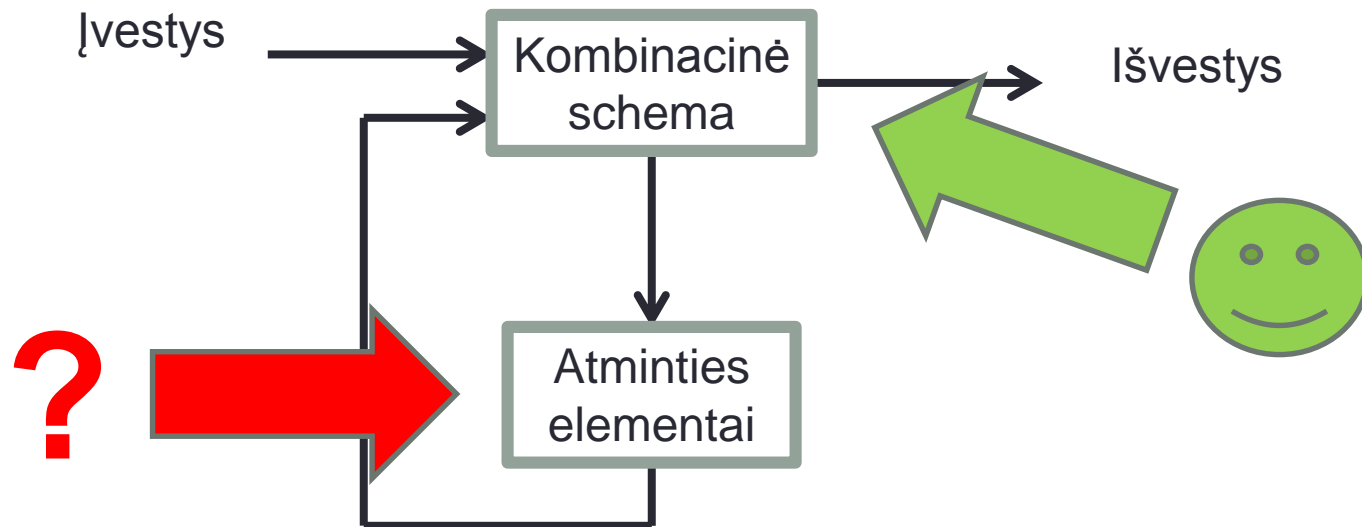 Įvestys
Kombinacinė
schema
Išvestys
?
Atminties
elementai